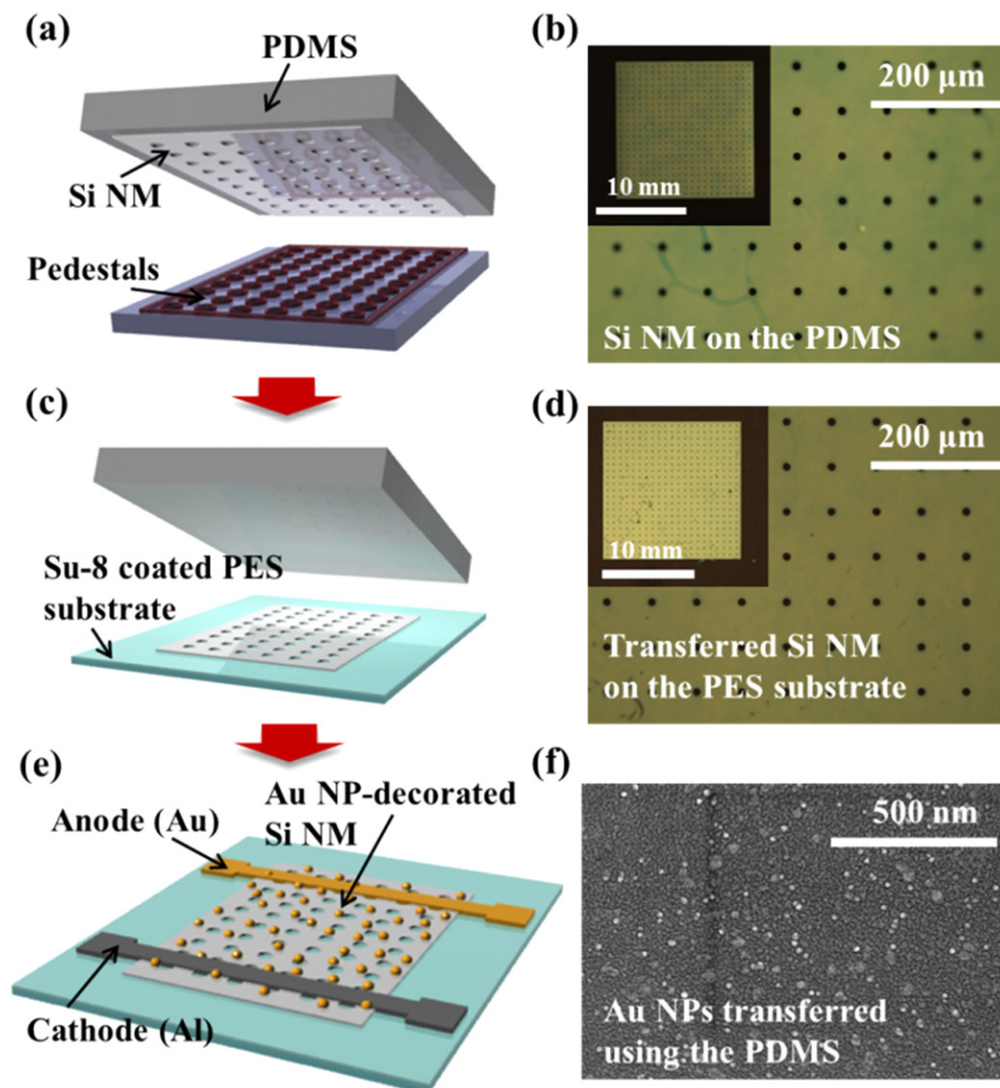 (a)
PDMS
Si NM
Pedestals
(b)
200 µm
10 mm
Si NM on the PDMS
(c)
Su-8 coated PES
substrate
(d)
200 µm
10 mm
Transferred Si NM
on the PES substrate
(e)
Au NP-decorated
Si NM
Anode (Au)
Cathode (Al)
(f)
500 nm
Au NPs transferred
using the PDMS